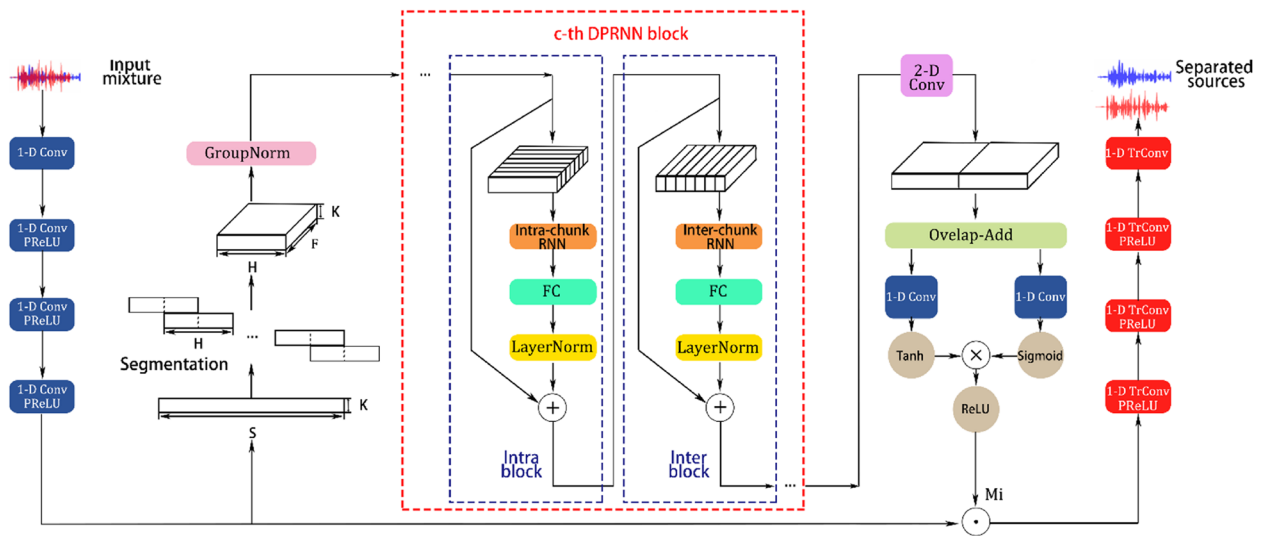 Input
mixture
1-D Conv
1-D Conv
PReLU
1-D Conv
PReLU
1-D Conv
PReLU
GroupNorm
K
F
H
H
...
Segmentation
K
S
c-th DPRNN block
...
Intra-chunk
RNN
FC
LayerNorm
+
Intra
block
Inter-chunk
RNN
FC
LayerNorm
+
Inter
block
...
2-D
Conv
Ovelap-Add
1-D Conv
1-D Conv
Tanh
×
Sigmoid
ReLU
Mi
Separated
sources
1-D TrConv
1-D TrConv
PReLU
1-D TrConv
PReLU
1-D TrConv
PReLU